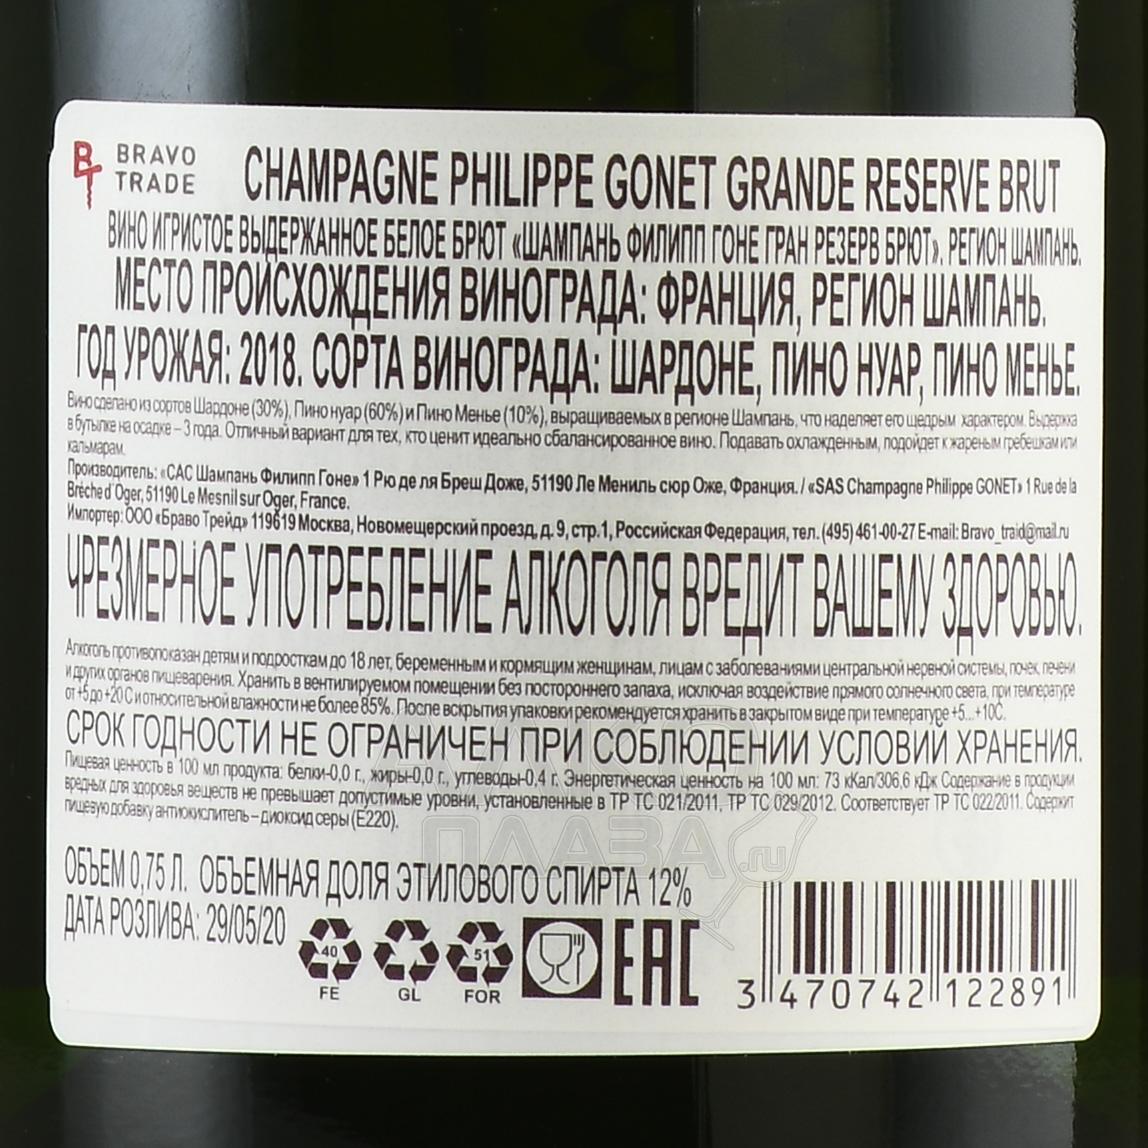 BRAVO
TRADE
CHAMPAGNE PHILIPPE GONET GRANDE RESERVE BRUT
ВИНО ИГРИСТОЕ ВЫДЕРЖАННОЕ БЕЛОЕ БРЮТ «ШАМПАНЬ ФИЛИПП ГОНЕ ГРАН РЕЗЕРВ БРЮТ». РЕГИОН ШАМПАНЬ.
МЕСТО ПРОИСХОЖДЕНИЯ ВИНОГРАДА: ФРАНЦИЯ, РЕГИОН ШАМПАНЬ.
ГОД УРОЖАЯ: 2018. СОРТА ВИНОГРАДА: ШАРДОНЕ, ПИНО НУАР, ПИНО МЕНЬЕ.
Вино сделано из сортов Шардоне (30%), Пино нуар (60%) и Пино Менье (10%), выращиваемых в регионе Шампань, что наделяет его щедрым характером. Выдержка
в бутылке на осадке – 3 года. Отличный вариант для тех, кто ценит идеально сбалансированное вино. Подавать охлажденным, подойдет к жареным гребешкам или
кальмарам.
Производитель: «САС Шампань Филипп Гоне» 1 Рю де ля Бреш Доже, 51190 Ле Мениль сюр Оже, Франция. / «SAS Champagne Philippe GONET» 1 Rue de la
Brèche d`Oger, 51190 Le Mesnil sur Oger, France.
Импортер: ООО «Браво Трейд» 119619 Москва, Новомещерский проезд, д. 9, стр.1, Российская Федерация, тел. (495) 461-00-27 E-mail: Bravo_traid@mail.ru
ЧРЕЗМЕРНОЕ УПОТРЕБЛЕНИЕ АЛКОГОЛЯ ВРЕДИТ ВАШЕМУ ЗДОРОВЬЮ.
Алкоголь противопоказан детям и подросткам до 18 лет, беременным и кормящим женщинам, лицам с заболеваниями центральной нервной системы, почек, печени
и других органов пищеварения. Хранить в вентилируемом помещении без постороннего запаха, исключая воздействие прямого солнечного света, при температуре
от +5 до +20 С и относительной влажности не более 85%. После вскрытия упаковки рекомендуется хранить в закрытом виде при температуре +5...+10С.
СРОК ГОДНОСТИ НЕ ОГРАНИЧЕН ПРИ СОБЛЮДЕНИИ УСЛОВИЙ ХРАНЕНИЯ.
Пищевая ценность в 100 мл продукта: белки-0,0 г., жиры-0,0 г., углеводы-0,4 г. Энергетическая ценность на 100 мл: 73 кКал/306,6 кДж Содержание в продукции
вредных для здоровья веществ не превышает допустимые уровни, установленные в ТР ТС 021/2011, ТР ТС 029/2012. Соответствует ТР ТС 022/2011. Содержит
пищевую добавку антиокислитель – диоксид серы (Е220).
ПЛАЗА.ru
ОБЪЕМ 0,75 Л. ОБЪЕМНАЯ ДОЛЯ ЭТИЛОВОГО СПИРТА 12%
ДАТА РОЗЛИВА: 29/05/20
40 51
FE GL FOR
EAC
3 470742 122891